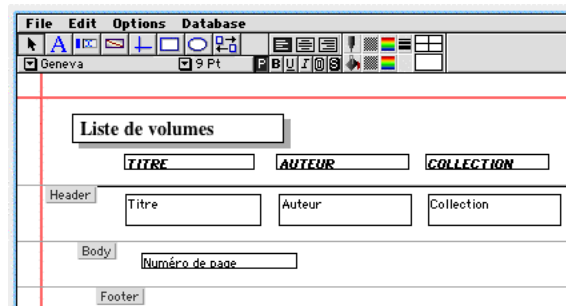 File Edit Options Database
A
Geneva 9 Pt P B U I O S
Liste de volumes
TITRE AUTEUR COLLECTION
Header
Titre Auteur Collection
Body
Numéro de page
Footer